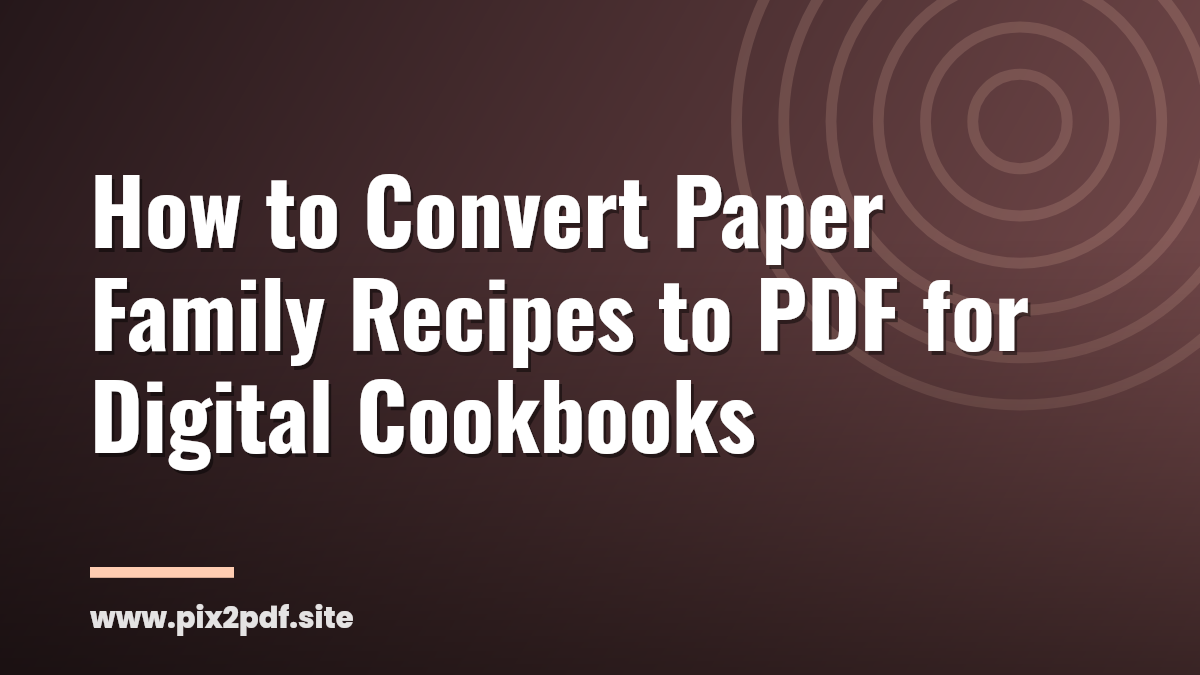 How to Convert Paper
Family Recipes to PDF for
Digital Cookbooks
www.pix2pdf.site